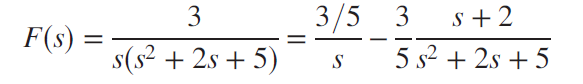 F(s) = 3 / (s(s² + 2s + 5)) = (3/5) / s − (3 / 5) (s + 2) / (s² + 2s + 5)